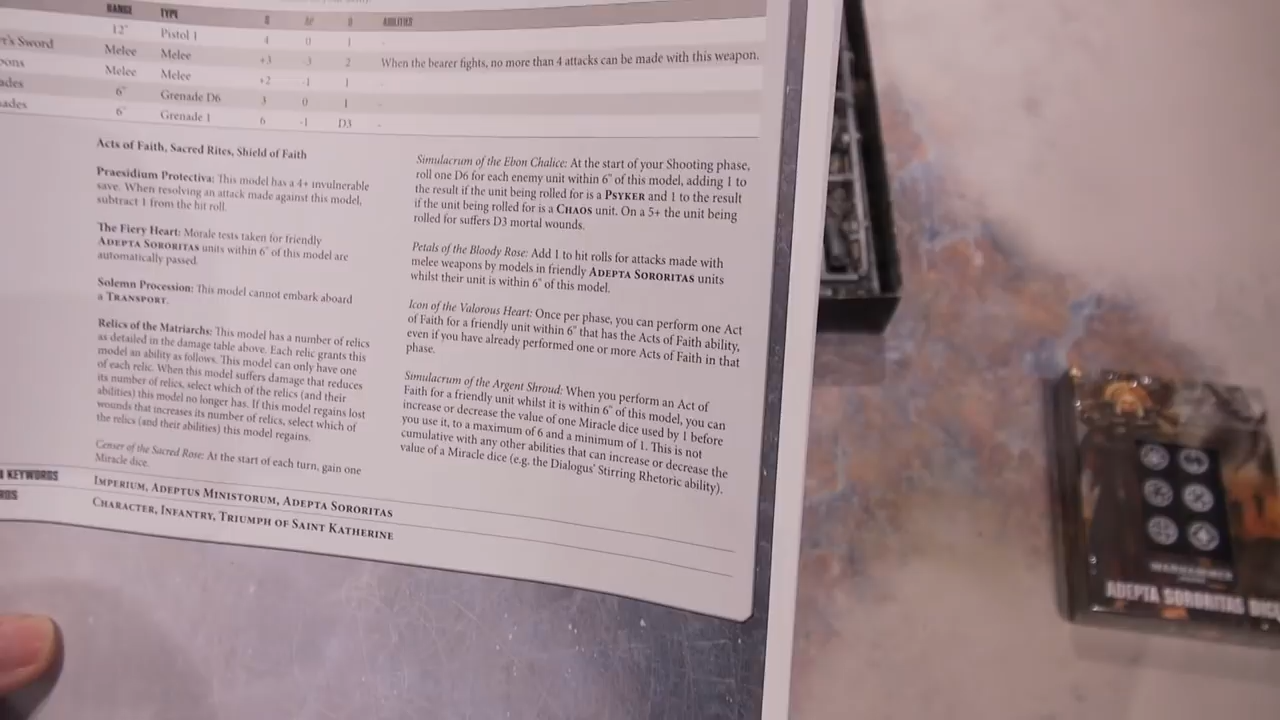 RANGE TYPE S AP D ABILITIES
12" Pistol 1 4 0 1 -
Sword Melee Melee +3 -3 2 When the bearer fights, no more than 4 attacks can be made with this weapon.
Melee Melee +2 -1 1 -
6" Grenade D6 3 0 1 -
6" Grenade 1 6 -1 D3 -
Acts of Faith, Sacred Rites, Shield of Faith
Praesidium Protectiva: This model has a 4+ invulnerable
save. When resolving an attack made against this model,
subtract 1 from the hit roll.
The Fiery Heart: Morale tests taken for friendly
ADEPTA SORORITAS units within 6" of this model are
automatically passed.
Solemn Procession: This model cannot embark aboard
a TRANSPORT.
Relics of the Matriarchs: This model has a number of relics
as detailed in the damage table above. Each relic grants this
model an ability as follows. This model can only have one
of each relic. When this model suffers damage that reduces
its number of relics, select which of the relics (and their
abilities) this model no longer has. If this model regains lost
wounds that increases its number of relics, select which of
the relics (and their abilities) this model regains.
Censer of the Sacred Rose: At the start of each turn, gain one
Miracle dice.
Simulacrum of the Ebon Chalice: At the start of your Shooting phase,
roll one D6 for each enemy unit within 6" of this model, adding 1 to
the result if the unit being rolled for is a PSYKER and 1 to the result
if the unit being rolled for is a CHAOS unit. On a 5+ the unit being
rolled for suffers D3 mortal wounds.
Petals of the Bloody Rose: Add 1 to hit rolls for attacks made with
melee weapons by models in friendly ADEPTA SORORITAS units
whilst their unit is within 6" of this model.
Icon of the Valorous Heart: Once per phase, you can perform one Act
of Faith for a friendly unit within 6" that has the Acts of Faith ability,
even if you have already performed one or more Acts of Faith in that
phase.
Simulacrum of the Argent Shroud: When you perform an Act of
Faith for a friendly unit whilst it is within 6" of this model, you can
increase or decrease the value of one Miracle dice used by 1 before
you use it, to a maximum of 6 and a minimum of 1. This is not
cumulative with any other abilities that can increase or decrease the
value of a Miracle dice (e.g. the Dialogus' Stirring Rhetoric ability).
KEYWORDS IMPERIUM, ADEPTUS MINISTORUM, ADEPTA SORORITAS
CHARACTER, INFANTRY, TRIUMPH OF SAINT KATHERINE
WARHAMMER
ADEPTA SORORITAS